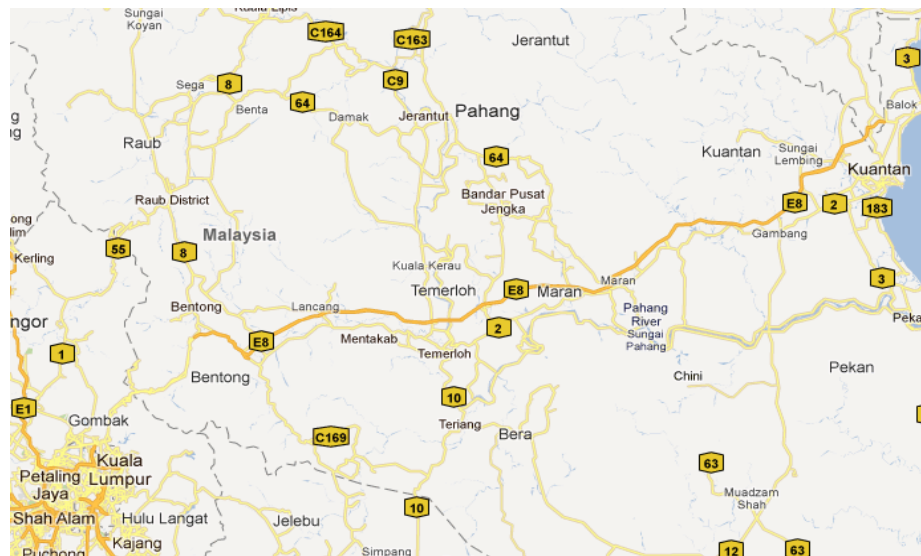 Kuala Lipis
Sungai
Koyan
C164
C163
Jerantut
3
8
Sega
C9
64
Benta
Balok
Damak
Jerantut
Pahang
Raub
64
Kuantan
Sungai
Lembing
Kuantan
Bandar Pusat
Jengka
Raub District
E8
2
183
Malaysia
Gambang
55
Kerling
8
Kuala Kerau
Maran
3
Temerloh
E8
Maran
Bentong
Lancang
Pahang
River
Sungai
Pahang
2
E8
Mentakab
Temerloh
1
Bentong
Chini
Pekan
10
E1
Gombak
Teriang
C169
Bera
Kuala
Lumpur
63
Petaling
Jaya
Muadzam
Shah
10
Shah Alam
Hulu Langat
Jelebu
Kajang
Puchong
Simpang
12
63